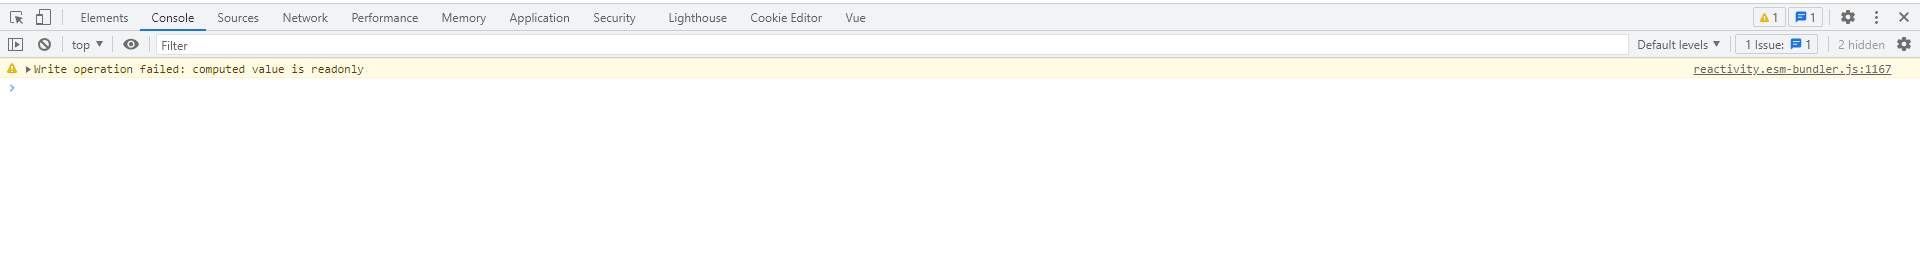 Elements Console Sources Network Performance Memory Application Security Lighthouse Cookie Editor Vue 1 1
top Filter Default levels 1 Issue: 1 2 hidden
Write operation failed: computed value is readonly reactivity.esm-bundler.js:1167